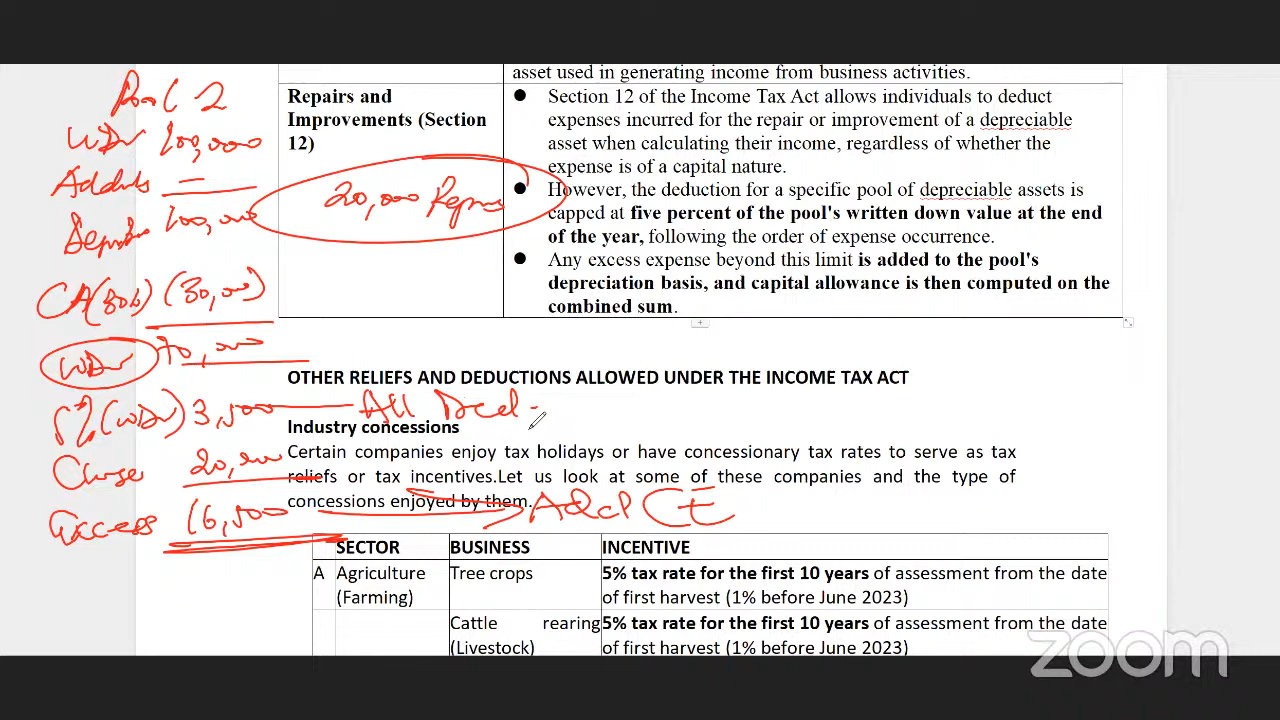 asset used in generating income from business activities.
Repairs and
Improvements (Section
12)
● Section 12 of the Income Tax Act allows individuals to deduct
expenses incurred for the repair or improvement of a depreciable
asset when calculating their income, regardless of whether the
expense is of a capital nature.
● However, the deduction for a specific pool of depreciable assets is
capped at five percent of the pool's written down value at the end
of the year, following the order of expense occurrence.
● Any excess expense beyond this limit is added to the pool's
depreciation basis, and capital allowance is then computed on the
combined sum.
Pool 2
WDV 100,000
—
100,000
CA (30%) (30,000)
WDV 70,000
5% (WDV) 3,500 All Ded -
20,000
Excess 16,500 Add CE
20,000 Repairs
OTHER RELIEFS AND DEDUCTIONS ALLOWED UNDER THE INCOME TAX ACT
Industry concessions
Certain companies enjoy tax holidays or have concessionary tax rates to serve as tax
reliefs or tax incentives.Let us look at some of these companies and the type of
concessions enjoyed by them.
SECTOR BUSINESS INCENTIVE
A Agriculture (Farming) Tree crops 5% tax rate for the first 10 years of assessment from the date
of first harvest (1% before June 2023)
Cattle rearing (Livestock) 5% tax rate for the first 10 years of assessment from the date
of first harvest (1% before June 2023)
zoom